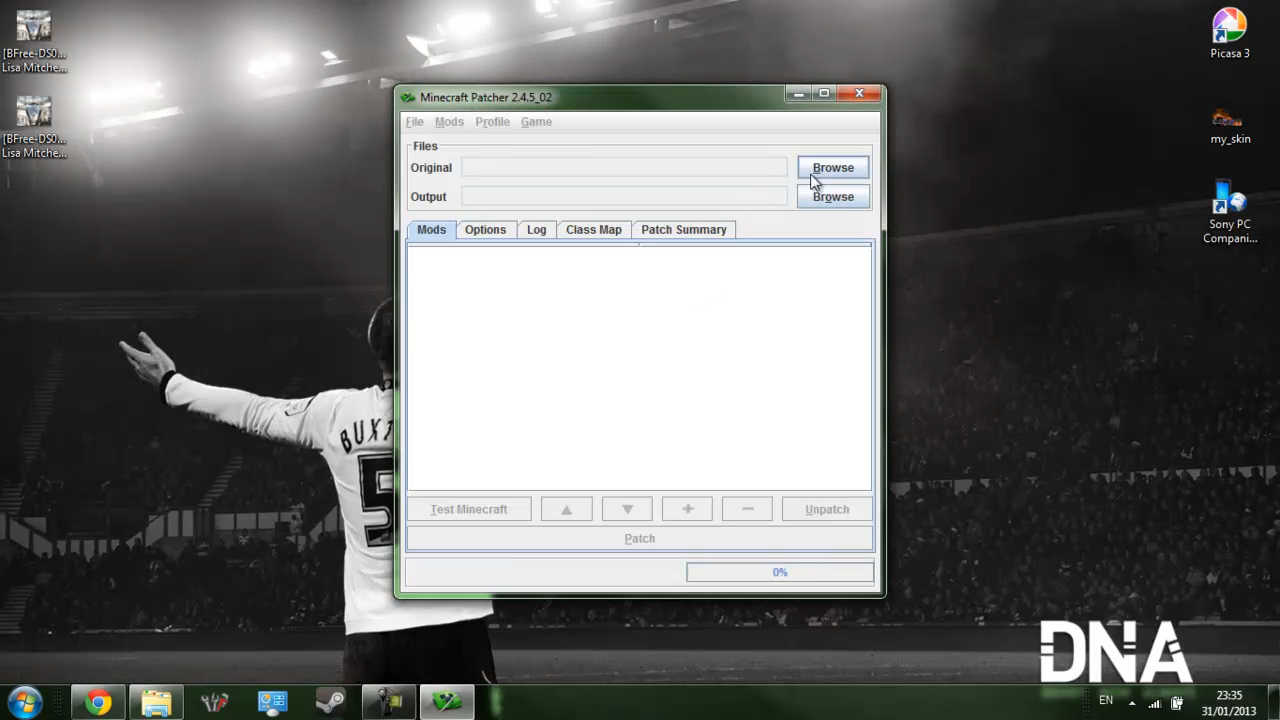 [BFree-DS0...
Lisa Mitche...
[BFree-DS0...
Lisa Mitche...
Picasa 3
my_skin
Sony PC
Compani...
Minecraft Patcher 2.4.5_02
File Mods Profile Game
Files
Original Browse
Output Browse
Mods Options Log Class Map Patch Summary
Test Minecraft Unpatch
Patch
0%
BUXT
5
DNA
EN
23:35
31/01/2013